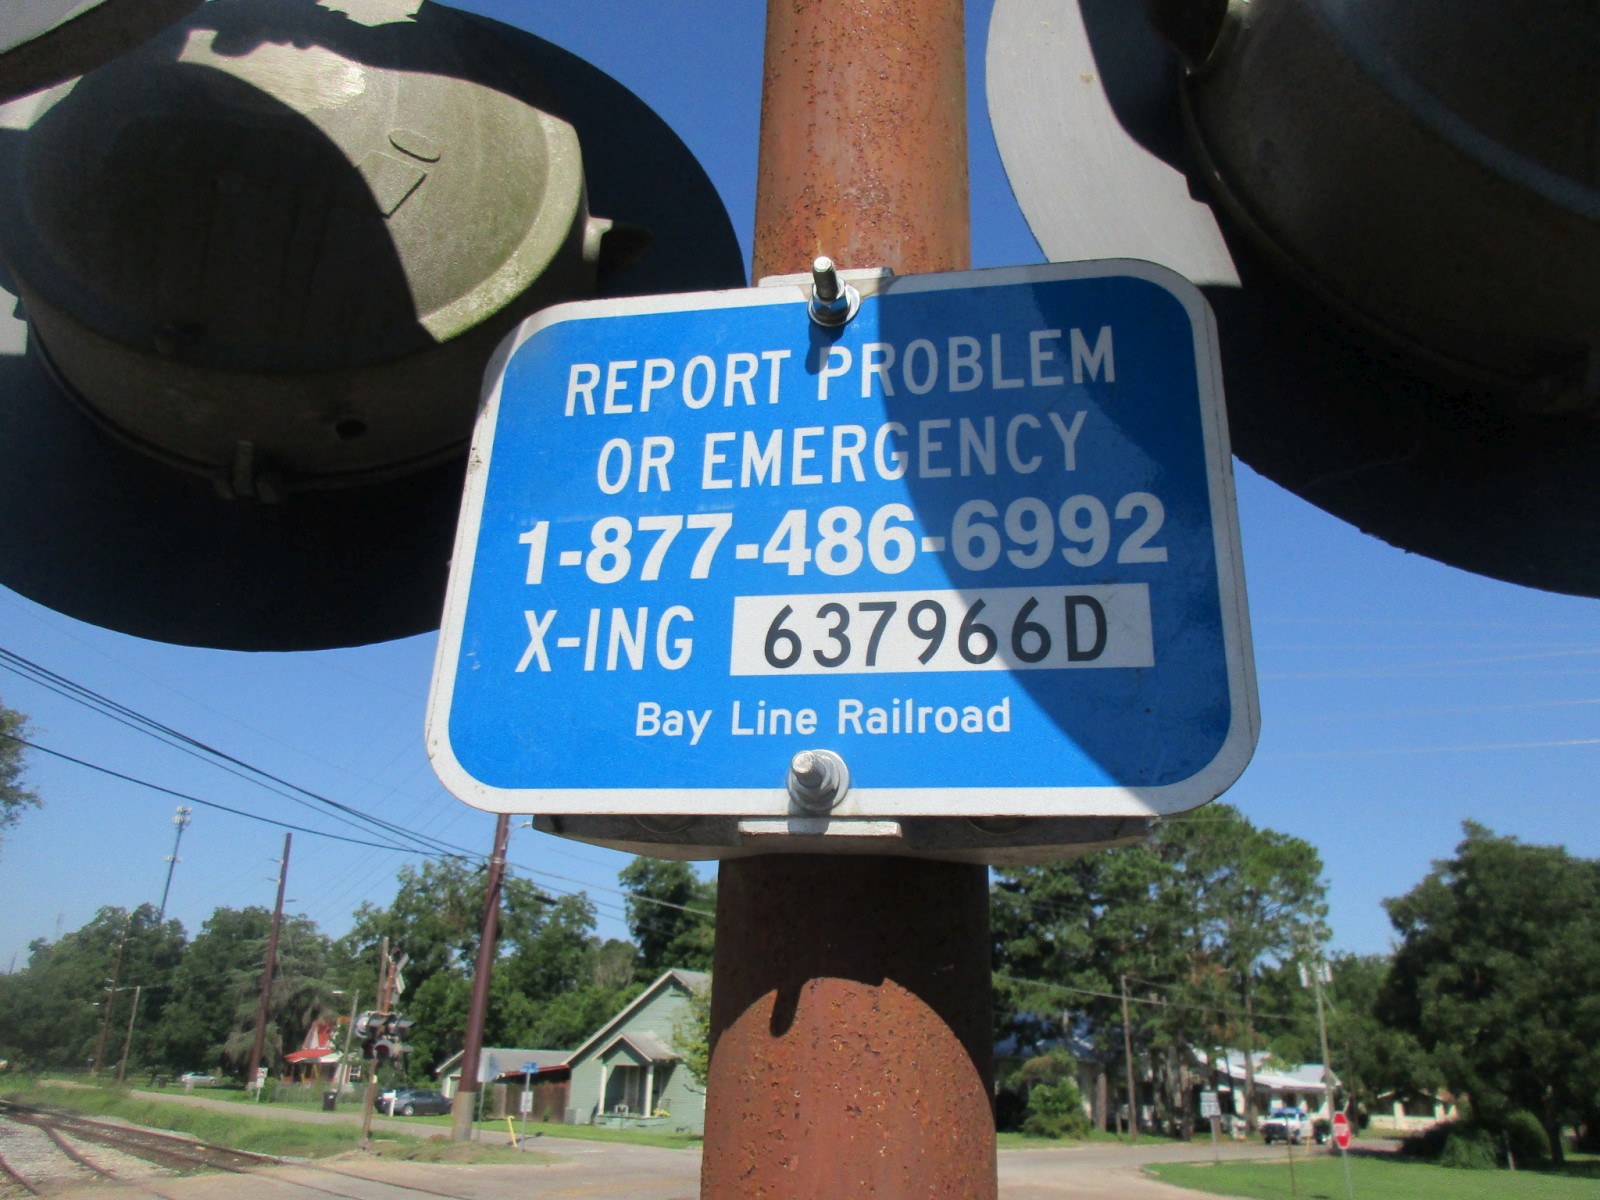 REPORT PROBLEM
OR EMERGENCY
1-877-486-6992
X-ING 637966D
Bay Line Railroad